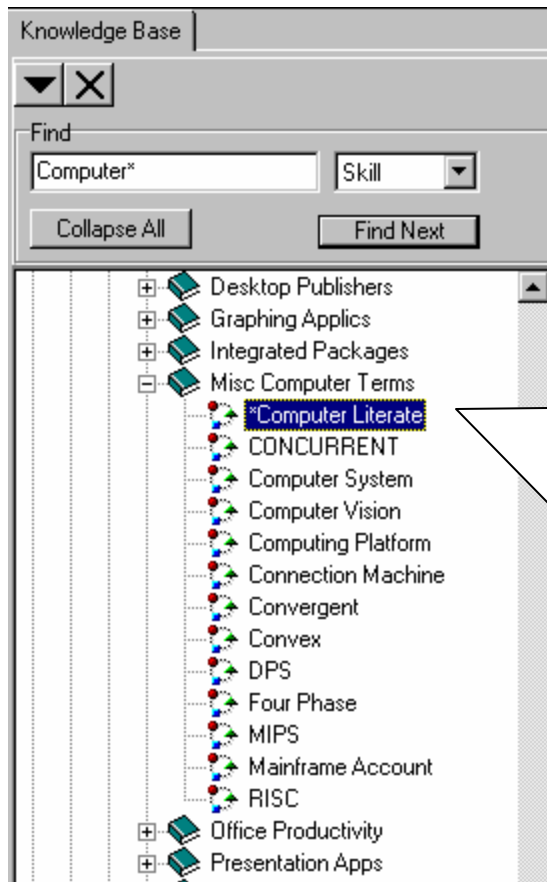 Knowledge Base
Find
Computer*
Skill
Collapse All
Find Next
Desktop Publishers
Graphing Applics
Integrated Packages
Misc Computer Terms
*Computer Literate
CONCURRENT
Computer System
Computer Vision
Computing Platform
Connection Machine
Convergent
Convex
DPS
Four Phase
MIPS
Mainframe Account
RISC
Office Productivity
Presentation Apps